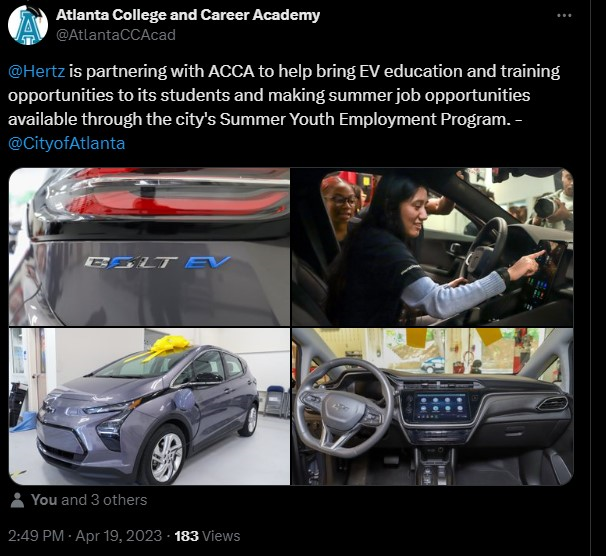 Atlanta College and Career Academy
@AtlantaCCAcad
@Hertz is partnering with ACCA to help bring EV education and training
opportunities to its students and making summer job opportunities
available through the city's Summer Youth Employment Program. -
@CityofAtlanta
BOLT EV
You and 3 others
2:49 PM · Apr 19, 2023 · 183 Views